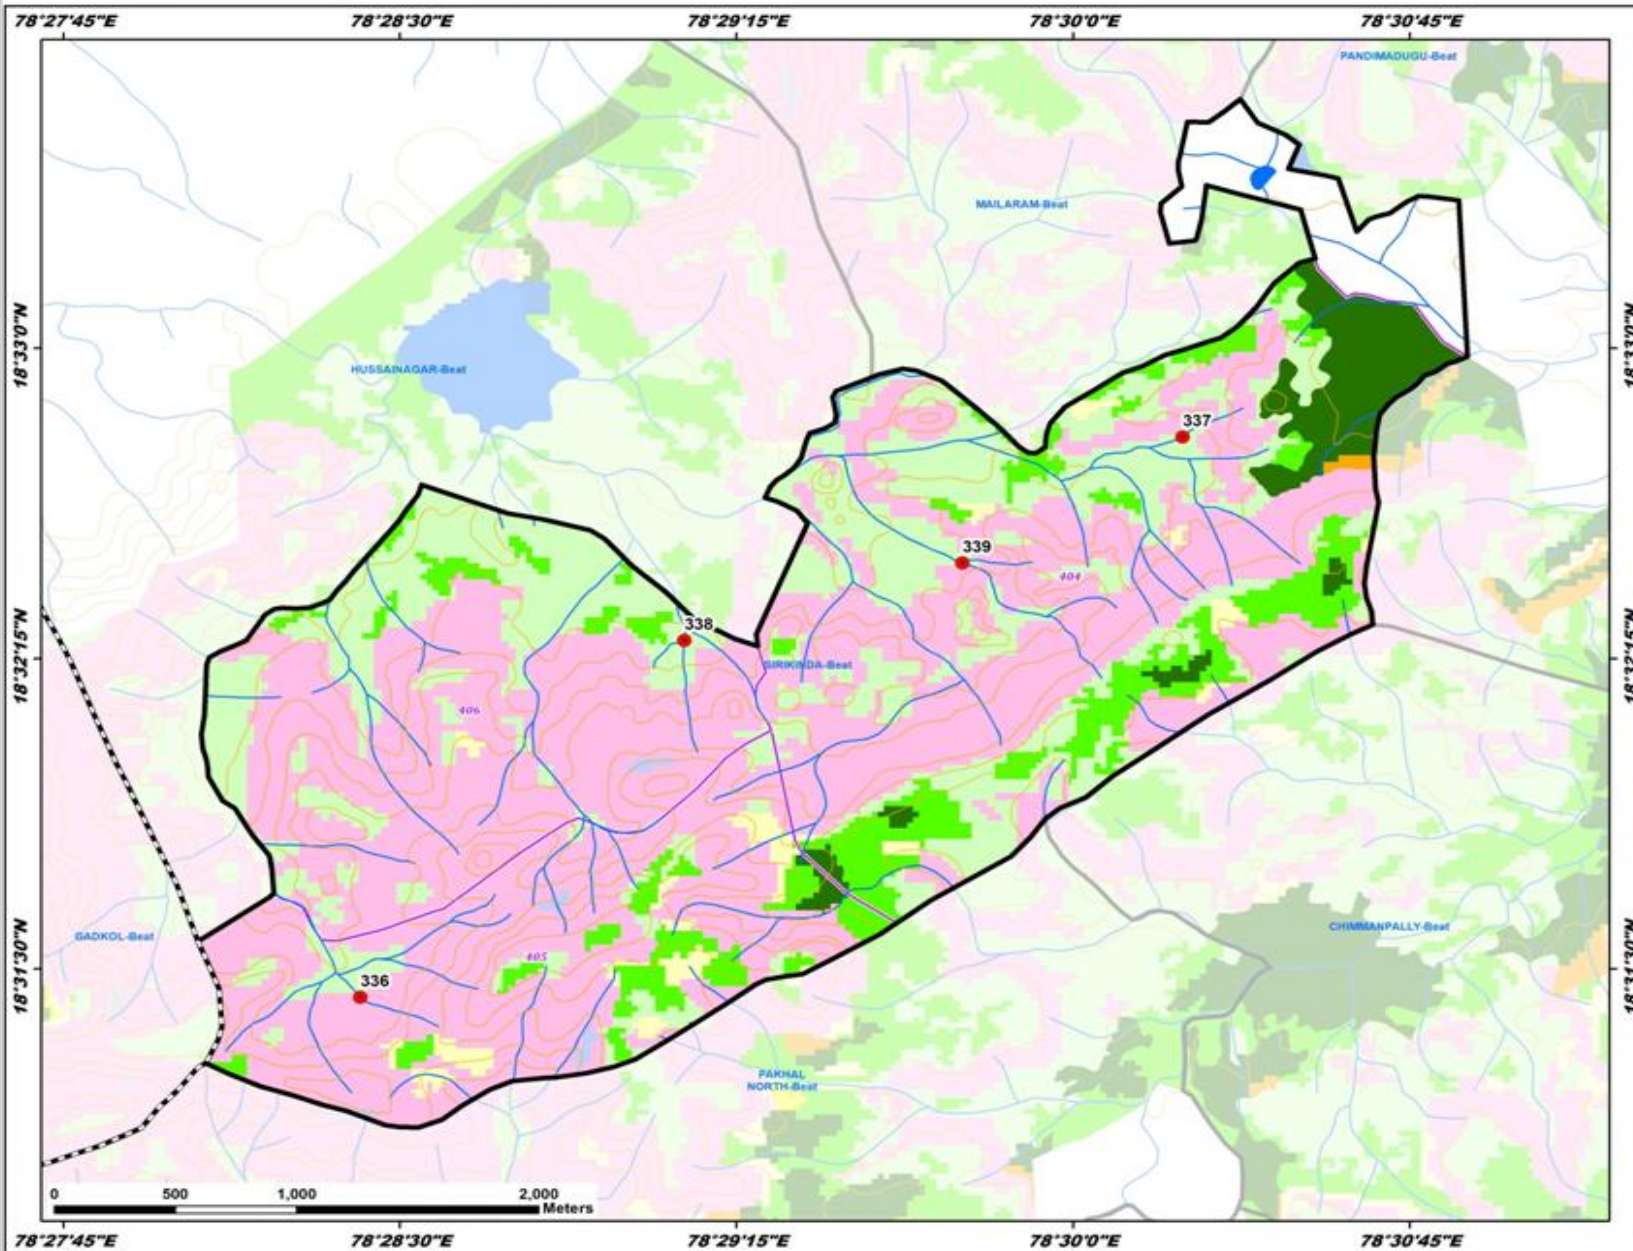 78°27'45"E 78°28'30"E 78°29'15"E 78°30'0"E 78°30'45"E
PANDIMADUGU-Beat
MAILARAM-Beat
18°33'0"N 18°33'0"N
HUSSAINAGAR-Beat
337
339
404
338
18°32'15"N 18°32'15"N
SIRIKINDA-Beat
406
GADKOL-Beat
CHIMMANPALLY-Beat
405
18°31'30"N 18°31'30"N
336
PAKHAL
NORTH-Beat
0 500 1,000 2,000
Meters
78°27'45"E 78°28'30"E 78°29'15"E 78°30'0"E 78°30'45"E